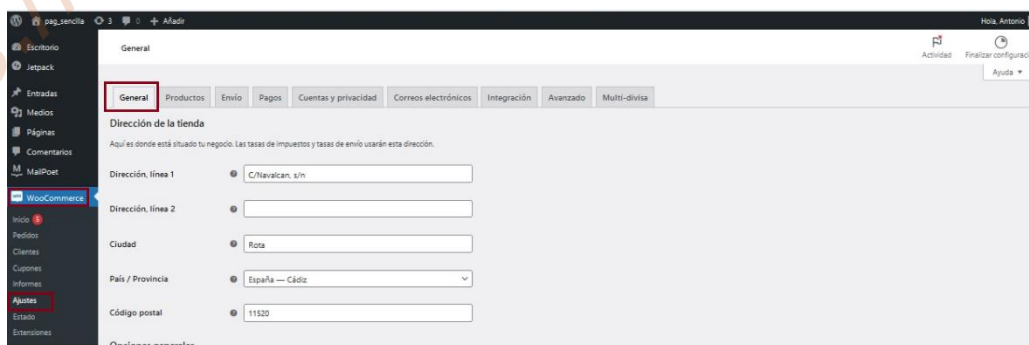 pag_sencilla 3 0 + Añadir Hola, Antonio
Escritorio
Jetpack
Entradas
Medios
Páginas
Comentarios
MailPoet
WooCommerce
Inicio 5
Pedidos
Clientes
Cupones
Informes
Ajustes
Estado
Extensiones
General
Actividad Finalizar configuraci
Ayuda
General Productos Envío Pagos Cuentas y privacidad Correos electrónicos Integración Avanzado Multi-divisa
Dirección de la tienda
Aquí es donde está situado tu negocio. Las tasas de impuestos y tasas de envío usarán esta dirección.
Dirección, línea 1 C/Navalcan, s/n
Dirección, línea 2
Ciudad Rota
País / Provincia España — Cádiz
Código postal 11520
Opciones generales